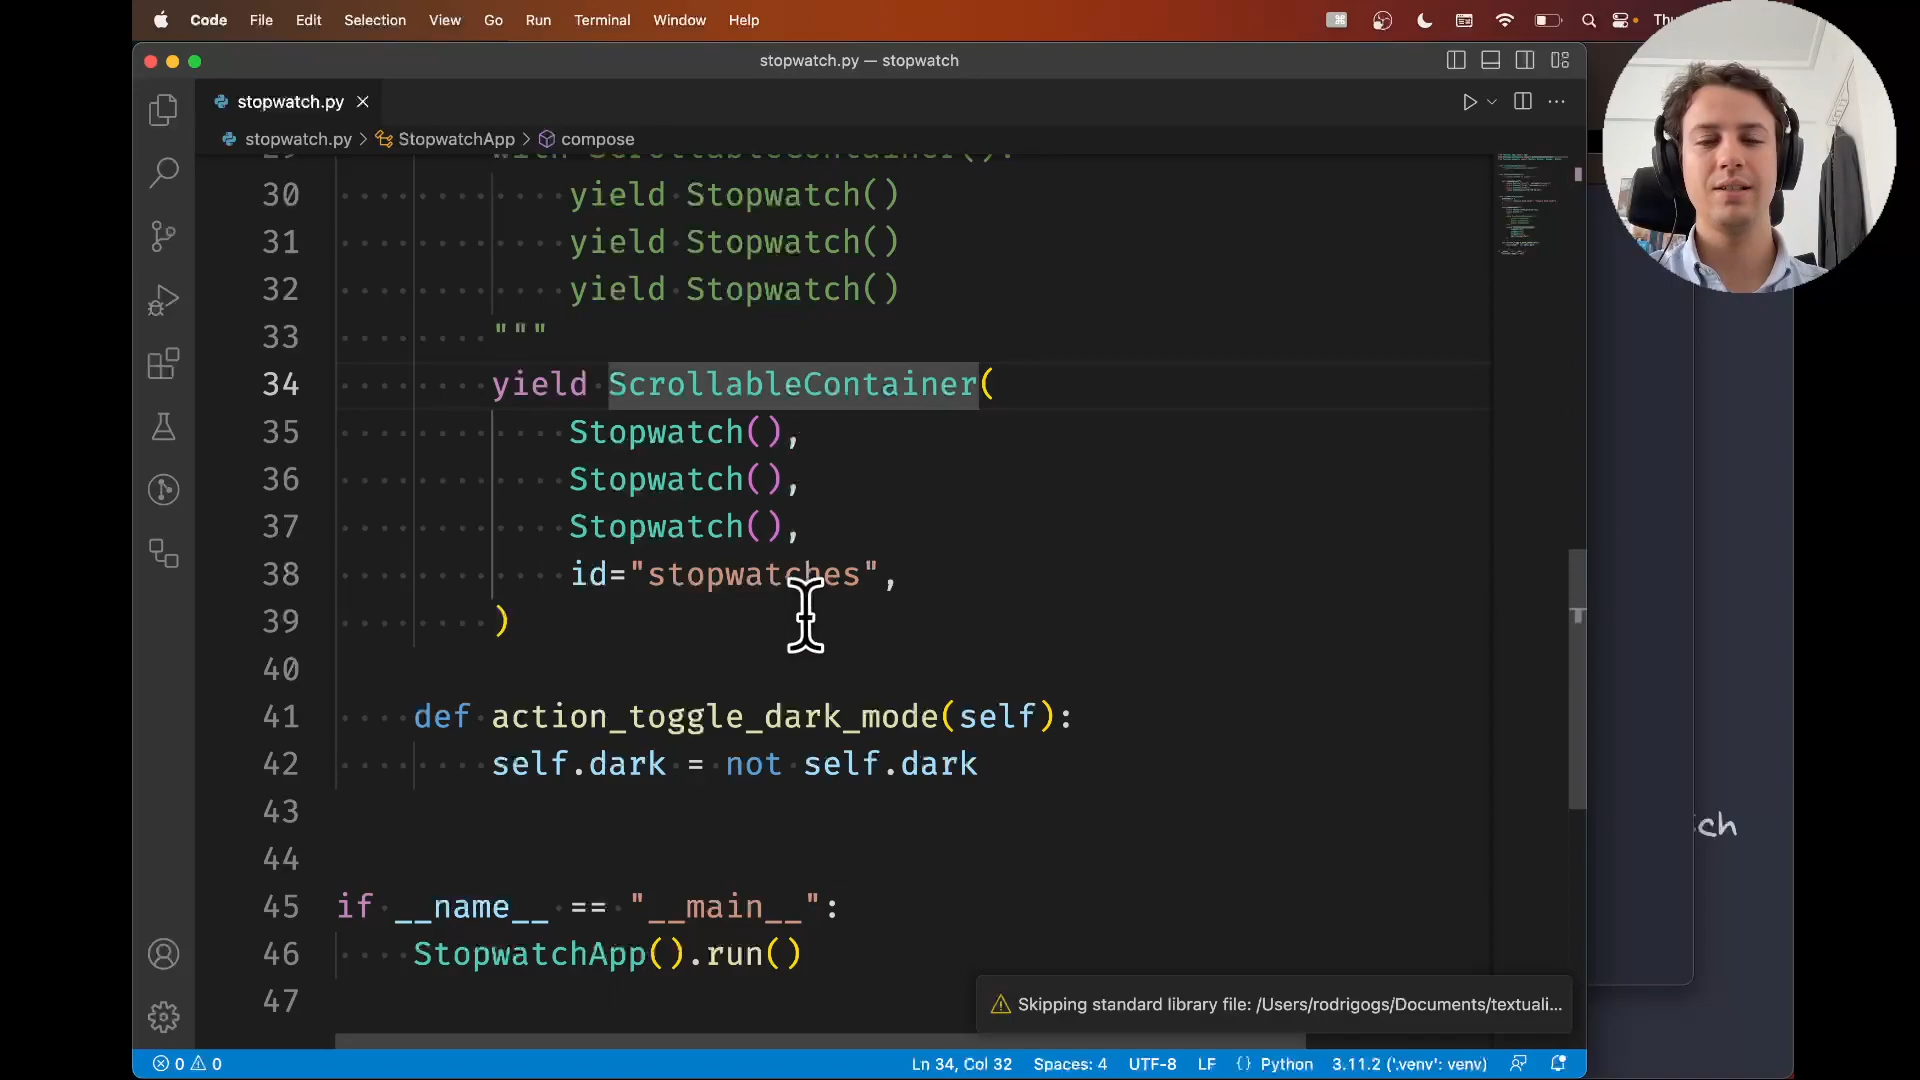 Code File Edit Selection View Go Run Terminal Window Help
stopwatch.py — stopwatch
stopwatch.py
stopwatch.py > StopwatchApp > compose
30 yield Stopwatch()
31 yield Stopwatch()
32 yield Stopwatch()
33 """
34 yield ScrollableContainer(
35 Stopwatch(),
36 Stopwatch(),
37 Stopwatch(),
38 id="stopwatches",
39 )
40
41 def action_toggle_dark_mode(self):
42 self.dark = not self.dark
43
44
45 if __name__ == "__main__":
46 StopwatchApp().run()
47
Skipping standard library file: /Users/rodrigogs/Documents/textuali...
0 0 Ln 34, Col 32 Spaces: 4 UTF-8 LF {} Python 3.11.2 ('.venv': venv)